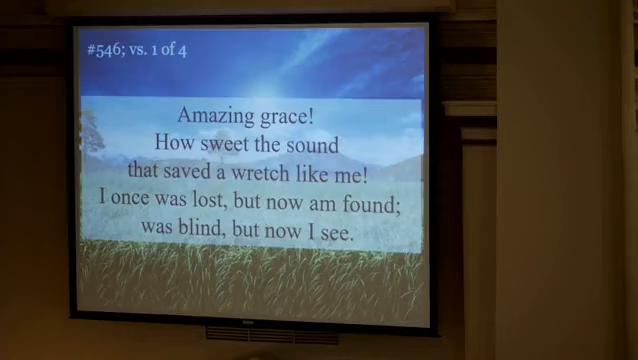 #546; vs. 1 of 4
Amazing grace!
How sweet the sound
that saved a wretch like me!
I once was lost, but now am found;
was blind, but now I see.